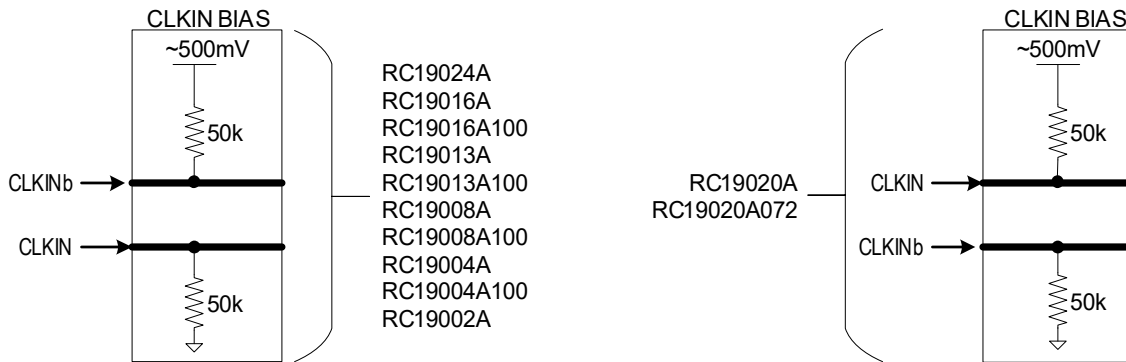 CLKIN BIAS
~500mV
50k
CLKINb
CLKIN
50k
RC19024A
RC19016A
RC19016A100
RC19013A
RC19013A100
RC19008A
RC19008A100
RC19004A
RC19004A100
RC19002A
RC19020A
RC19020A072
CLKIN BIAS
~500mV
50k
CLKIN
CLKINb
50k